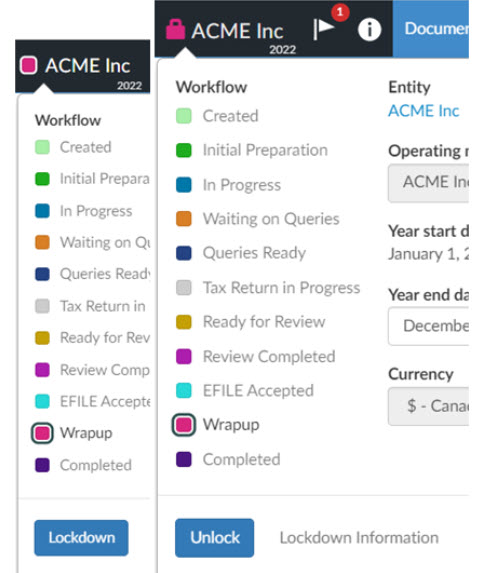 ACME Inc
2022
Workflow
Created
Initial Prepara
In Progress
Waiting on Qu
Queries Ready
Tax Return in
Ready for Rev
Review Comp
EFILE Accepte
Wrapup
Completed
Lockdown
ACME Inc
2022
1
Docume
Workflow
Created
Initial Preparation
In Progress
Waiting on Queries
Queries Ready
Tax Return in Progress
Ready for Review
Review Completed
EFILE Accepted
Wrapup
Completed
Unlock
Lockdown Information
Entity
ACME Inc
Operating n
ACME In
Year start d
January 1, 2
Year end da
Decembe
Currency
$ - Cana